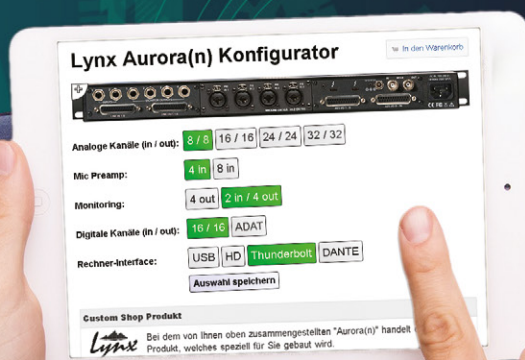 Lynx Aurora(n) Konfigurator
In den Warenkorb
Analoge Kanäle (in / out): 8 / 8 16 / 16 24 / 24 32 / 32
Mic Preamp: 4 in 8 in
Monitoring: 4 out 2 in / 4 out
Digitale Kanäle (in / out): 16 / 16 ADAT
Rechner-Interface: USB HD Thunderbolt DANTE
Auswahl speichern
Custom Shop Produkt
Lynx
Bei dem von Ihnen oben zusammengestellten "Aurora(n)" handelt
Produkt, welches speziell für Sie gebaut wird.